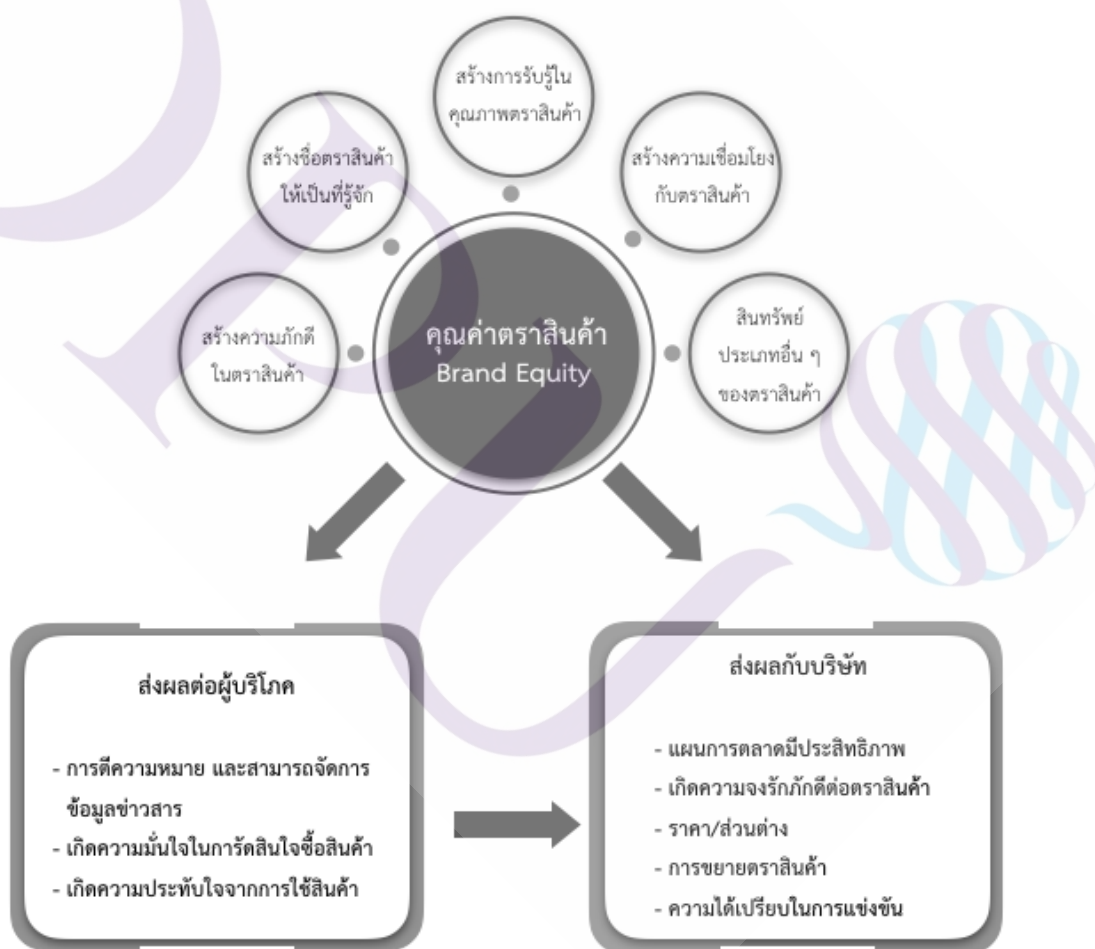 สร้างการรับรู้ใน
คุณภาพตราสินค้า
สร้างชื่อตราสินค้า
ให้เป็นที่รู้จัก
สร้างความเชื่อมโยง
กับตราสินค้า
สร้างความภักดี
ในตราสินค้า
คุณค่าตราสินค้า
Brand Equity
สินทรัพย์
ประเภทอื่น ๆ
ของตราสินค้า
ส่งผลต่อผู้บริโภค
- การตีความหมาย และสามารถจัดการ
ข้อมูลข่าวสาร
- เกิดความมั่นใจในการัดสินใจซื้อสินค้า
- เกิดความประทับใจจากการใช้สินค้า
ส่งผลกับบริษัท
- แผนการตลาดมีประสิทธิภาพ
- เกิดความจงรักภักดีต่อตราสินค้า
- ราคา/ส่วนต่าง
- การขยายตราสินค้า
- ความได้เปรียบในการแข่งขัน